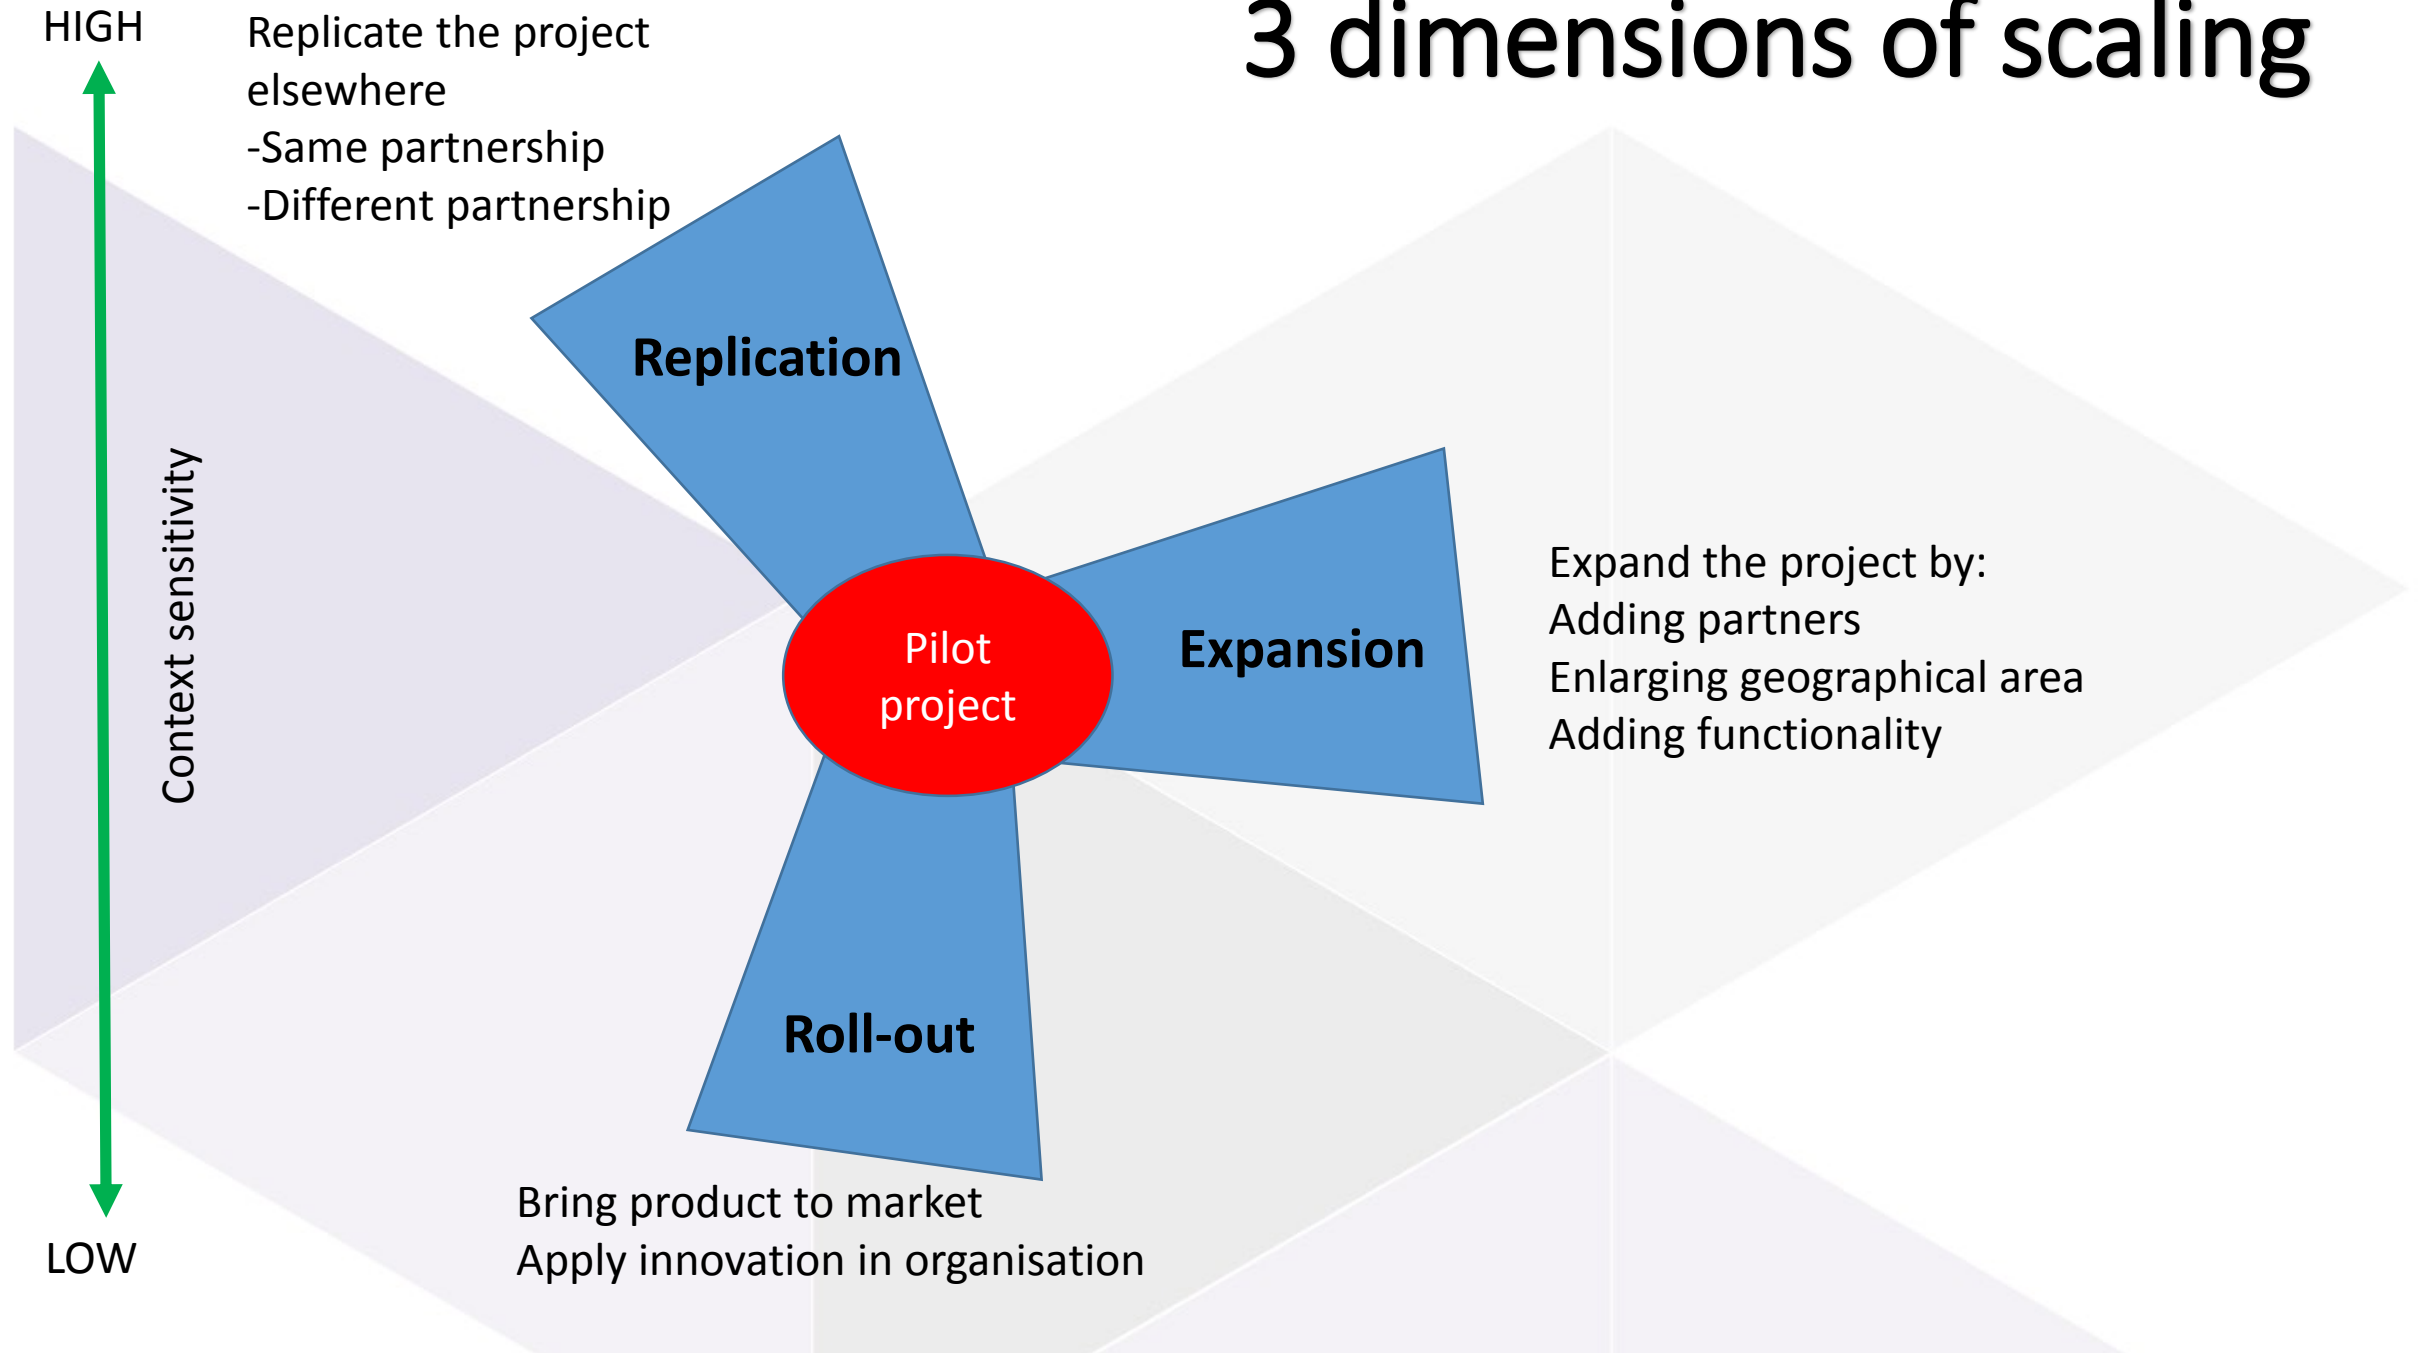 3 dimensions of scaling
HIGH
Replicate the project
elsewhere
-Same partnership
-Different partnership
Replication
Context sensitivity
Pilot
project
Expansion
Expand the project by:
Adding partners
Enlarging geographical area
Adding functionality
Roll-out
Bring product to market
Apply innovation in organisation
LOW